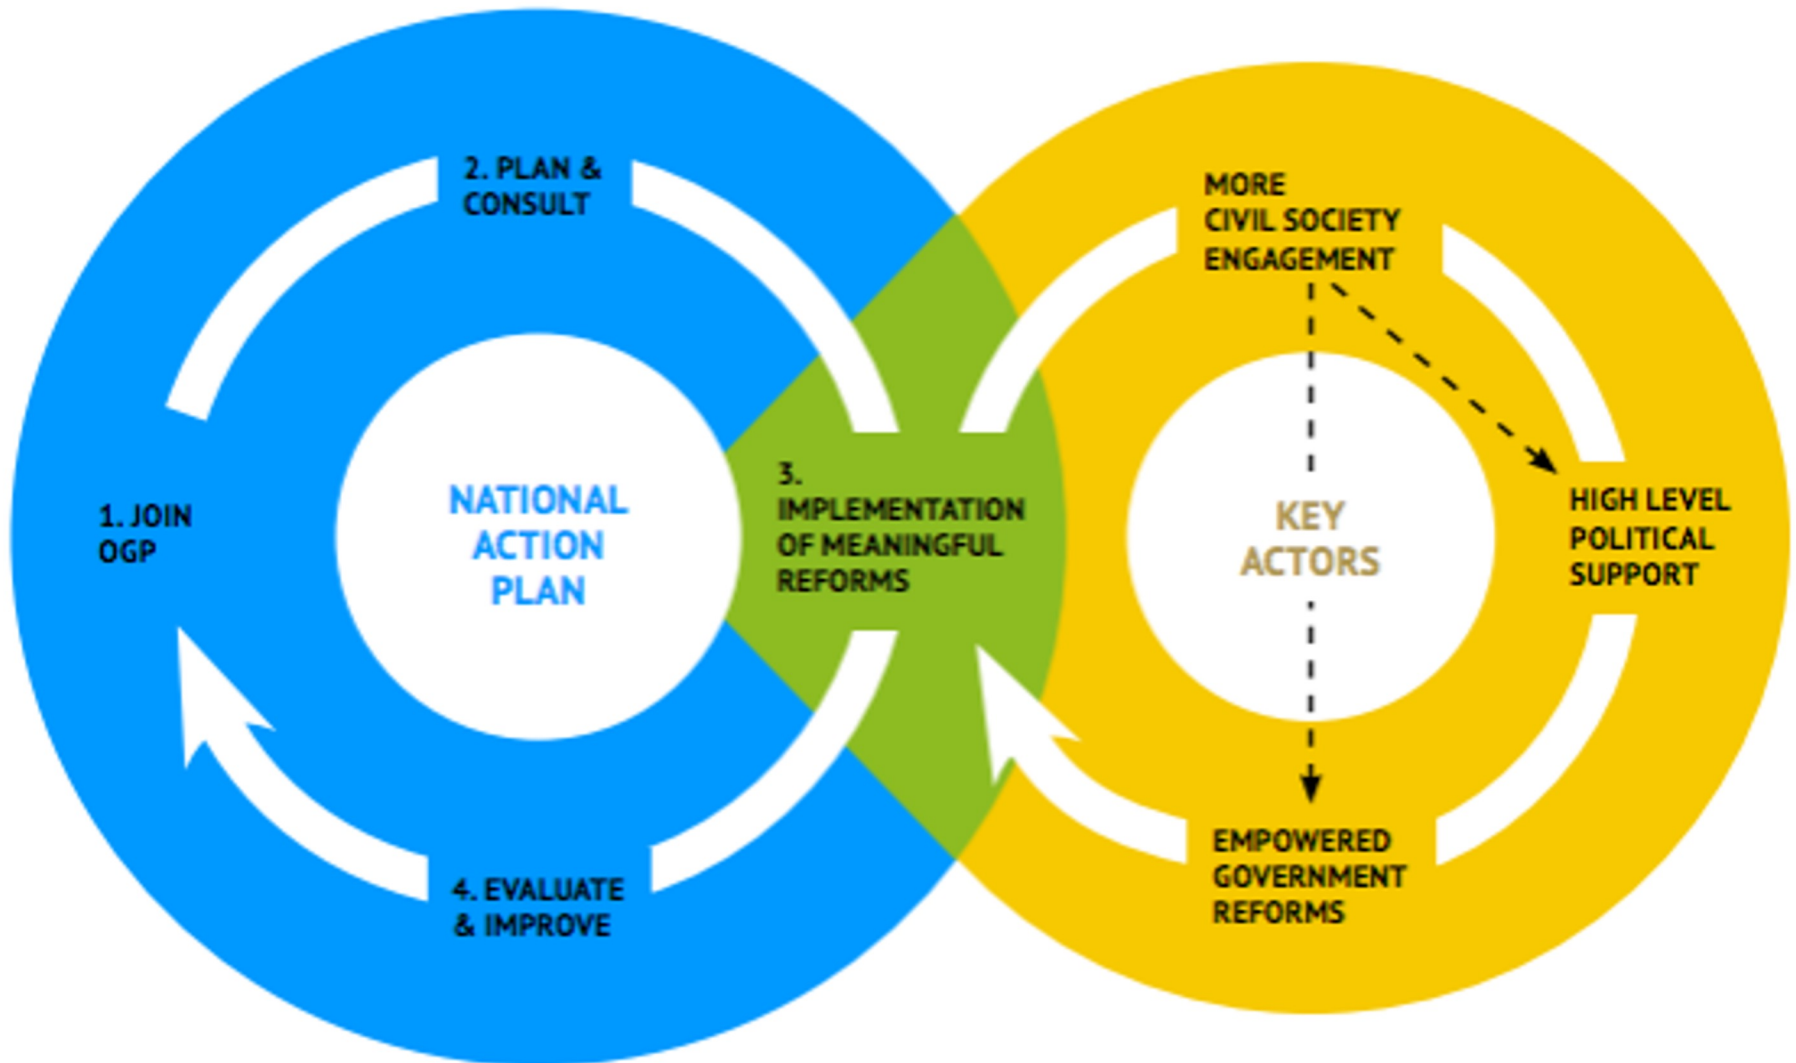 2. PLAN &
CONSULT
1. JOIN
OGP
NATIONAL
ACTION
PLAN
3.
IMPLEMENTATION
OF MEANINGFUL
REFORMS
4. EVALUATE
& IMPROVE
MORE
CIVIL SOCIETY
ENGAGEMENT
KEY
ACTORS
HIGH LEVEL
POLITICAL
SUPPORT
EMPOWERED
GOVERNMENT
REFORMS